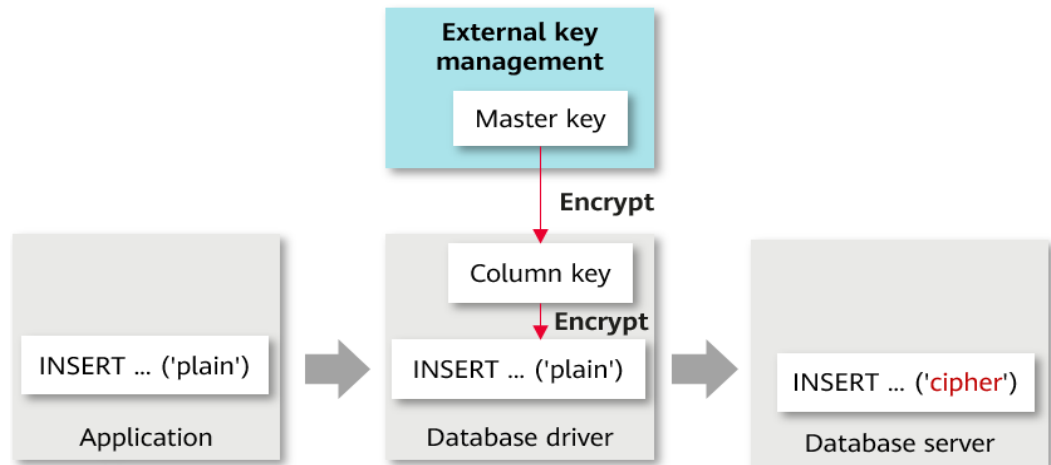 External key
management
Master key
Encrypt
Column key
Encrypt
INSERT ... ('plain')
INSERT ... ('plain')
INSERT ... ('cipher')
Application
Database driver
Database server